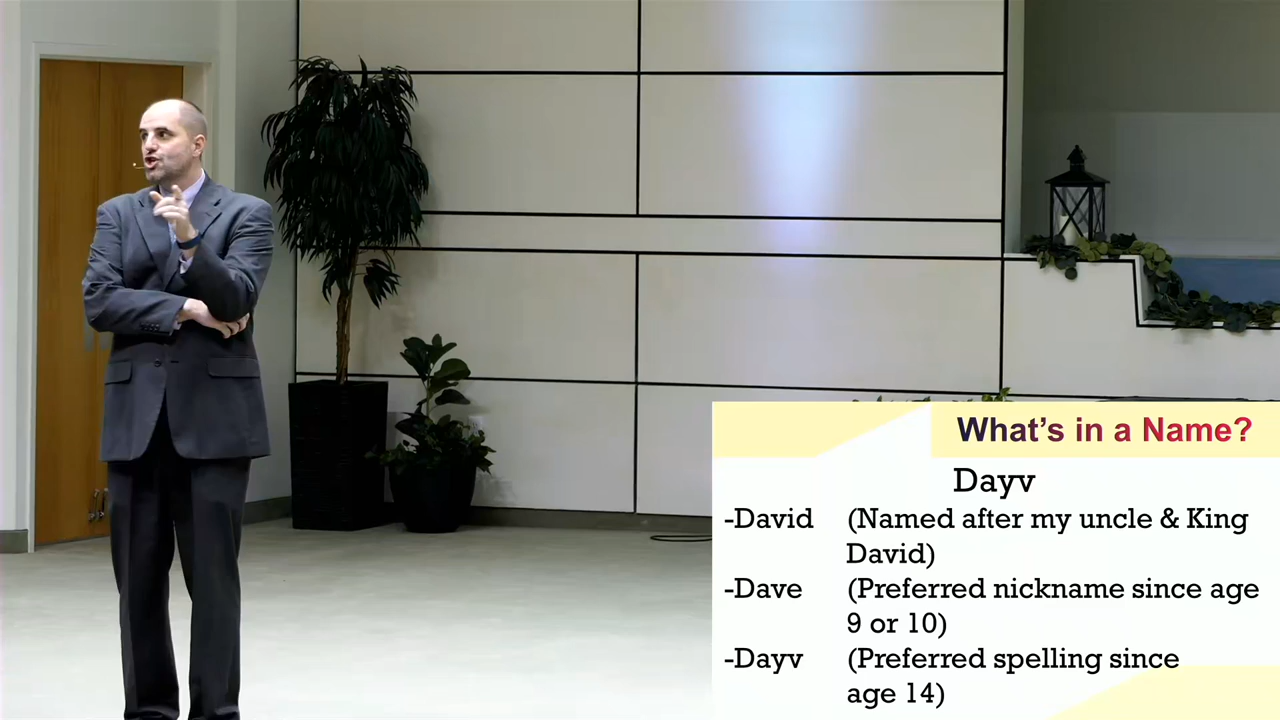 What's in a Name?
Dayv
-David (Named after my uncle & King
David)
-Dave (Preferred nickname since age
9 or 10)
-Dayv (Preferred spelling since
age 14)